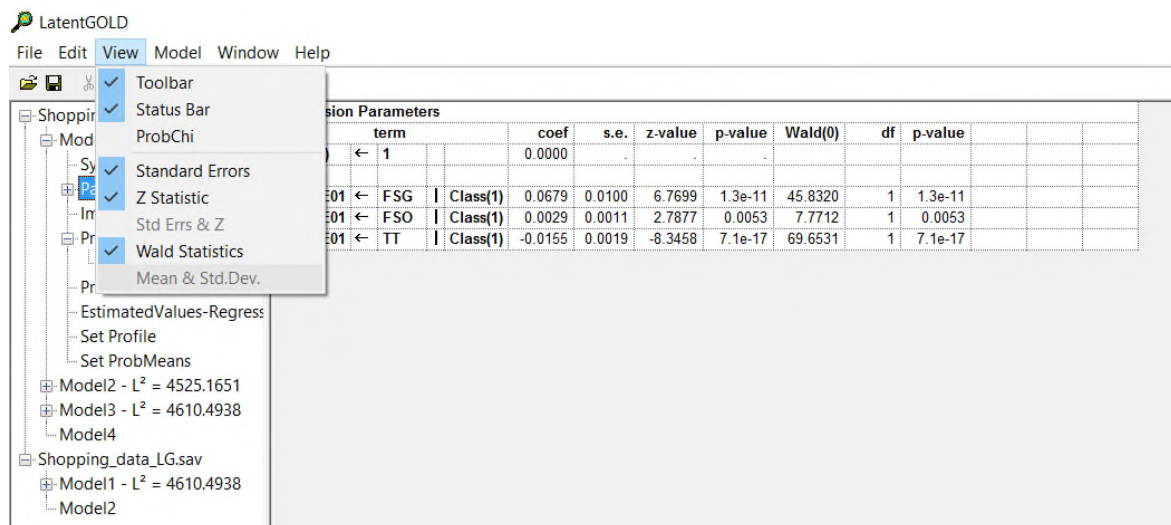 LatentGOLD
File Edit View Model Window Help
Toolbar
Status Bar
ProbChi
Standard Errors
Z Statistic
Std Errs & Z
Wald Statistics
Mean & Std.Dev.
Shoppin
Mod
Sy
Pa
Im
Pr
Pr
EstimatedValues-Regress
Set Profile
Set ProbMeans
Model2 - L² = 4525.1651
Model3 - L² = 4610.4938
Model4
Shopping_data_LG.sav
Model1 - L² = 4610.4938
Model2
sion Parameters
term coef s.e. z-value p-value Wald(0) df p-value
) ← 1 0.0000 . . .
E01 ← FSG | Class(1) 0.0679 0.0100 6.7699 1.3e-11 45.8320 1 1.3e-11
E01 ← FSO | Class(1) 0.0029 0.0011 2.7877 0.0053 7.7712 1 0.0053
E01 ← TT | Class(1) -0.0155 0.0019 -8.3458 7.1e-17 69.6531 1 7.1e-17